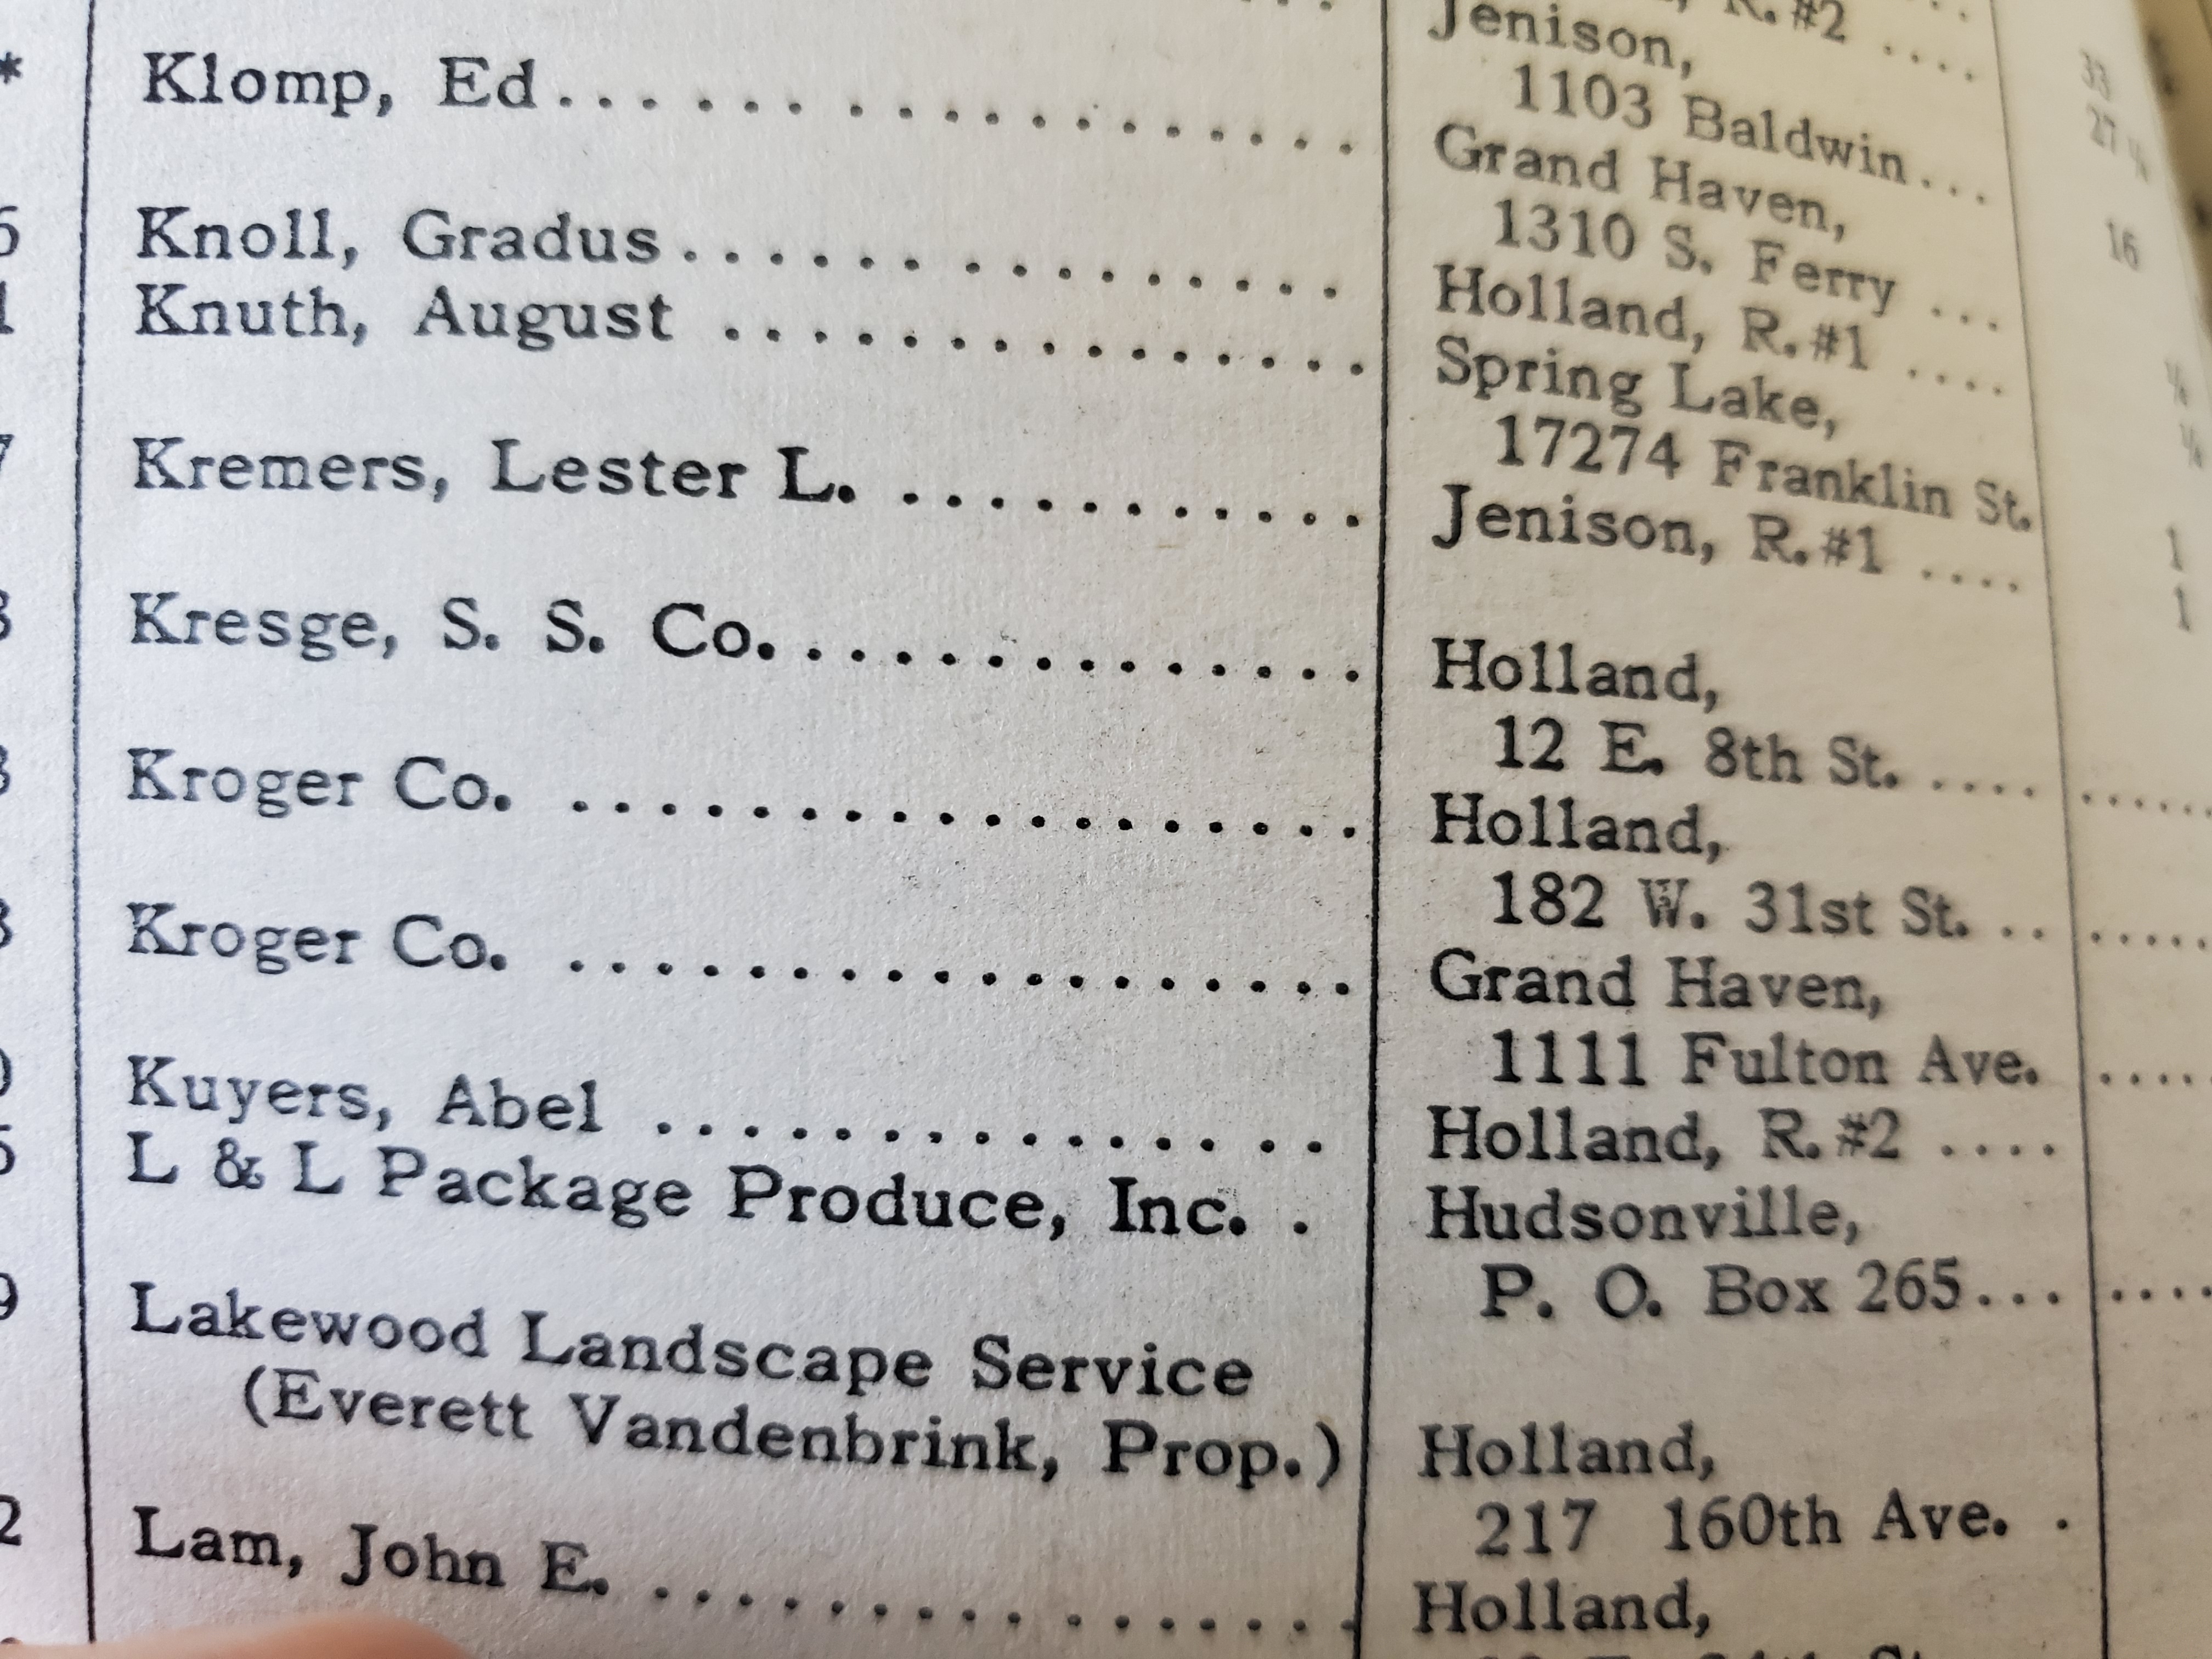 R.#2 ....
Jenison,
1103 Baldwin...
* Klomp, Ed.................. Grand Haven,
1310 S. Ferry ...
Knoll, Gradus............... Holland, R.#1 ....
Knuth, August ............... Spring Lake,
17274 Franklin St.
Kremers, Lester L. ........... Jenison, R.#1 ....
Kresge, S. S. Co.............. Holland,
12 E. 8th St. ....
Kroger Co. .................. Holland,
182 W. 31st St. ..
Kroger Co. .................. Grand Haven,
1111 Fulton Ave. ....
Kuyers, Abel ............... Holland, R.#2 ....
L & L Package Produce, Inc. . Hudsonville,
P. O. Box 265...
Lakewood Landscape Service
(Everett Vandenbrink, Prop.) Holland,
217 160th Ave. .
Lam, John E. ............... Holland,